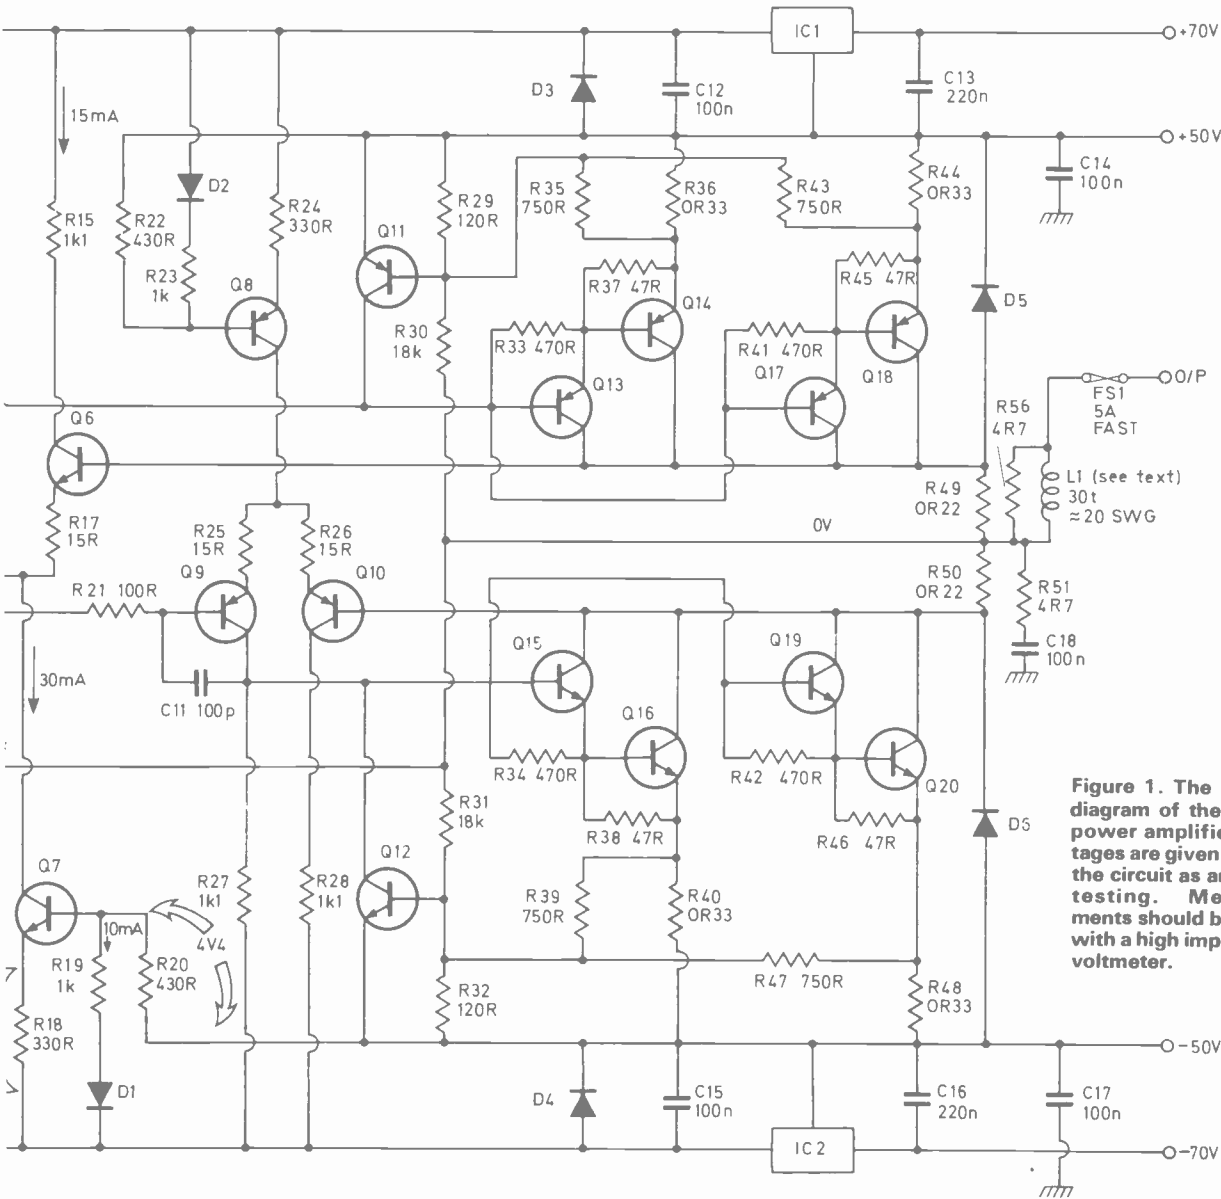 IC1
+70V
D3
C12
100n
C13
220n
15mA
+50V
D2
R15
1k1
R22
430R
R23
1k
R24
330R
Q8
Q11
R29
120R
R30
18k
R35
750R
R36
0R33
R43
750R
R44
0R33
C14
100n
R37 47R
Q14
R45 47R
Q18
D5
R33 470R
Q13
R41 470R
Q17
O/P
FS1
5A
FAST
R56
4R7
Q6
R17
15R
R25
15R
R26
15R
0V
R49
0R22
L1 (see text)
30t
≈20 SWG
R21 100R
Q9
Q10
R50
0R22
R51
4R7
C18
100n
30mA
C11 100p
Q15
Q16
Q19
Q20
R34 470R
R42 470R
R31
18k
R38 47R
R46 47R
D6
Figure 1. The
diagram of the
power amplifie
tages are given
the circuit as an
testing. Me
ments should b
with a high imp
voltmeter.
Q7
R27
1k1
R28
1k1
Q12
R39
750R
R40
0R33
10mA
4V4
R19
1k
R20
430R
R32
120R
R47 750R
R48
0R33
R18
330R
D1
-50V
D4
C15
100n
C16
220n
C17
100n
IC2
-70V